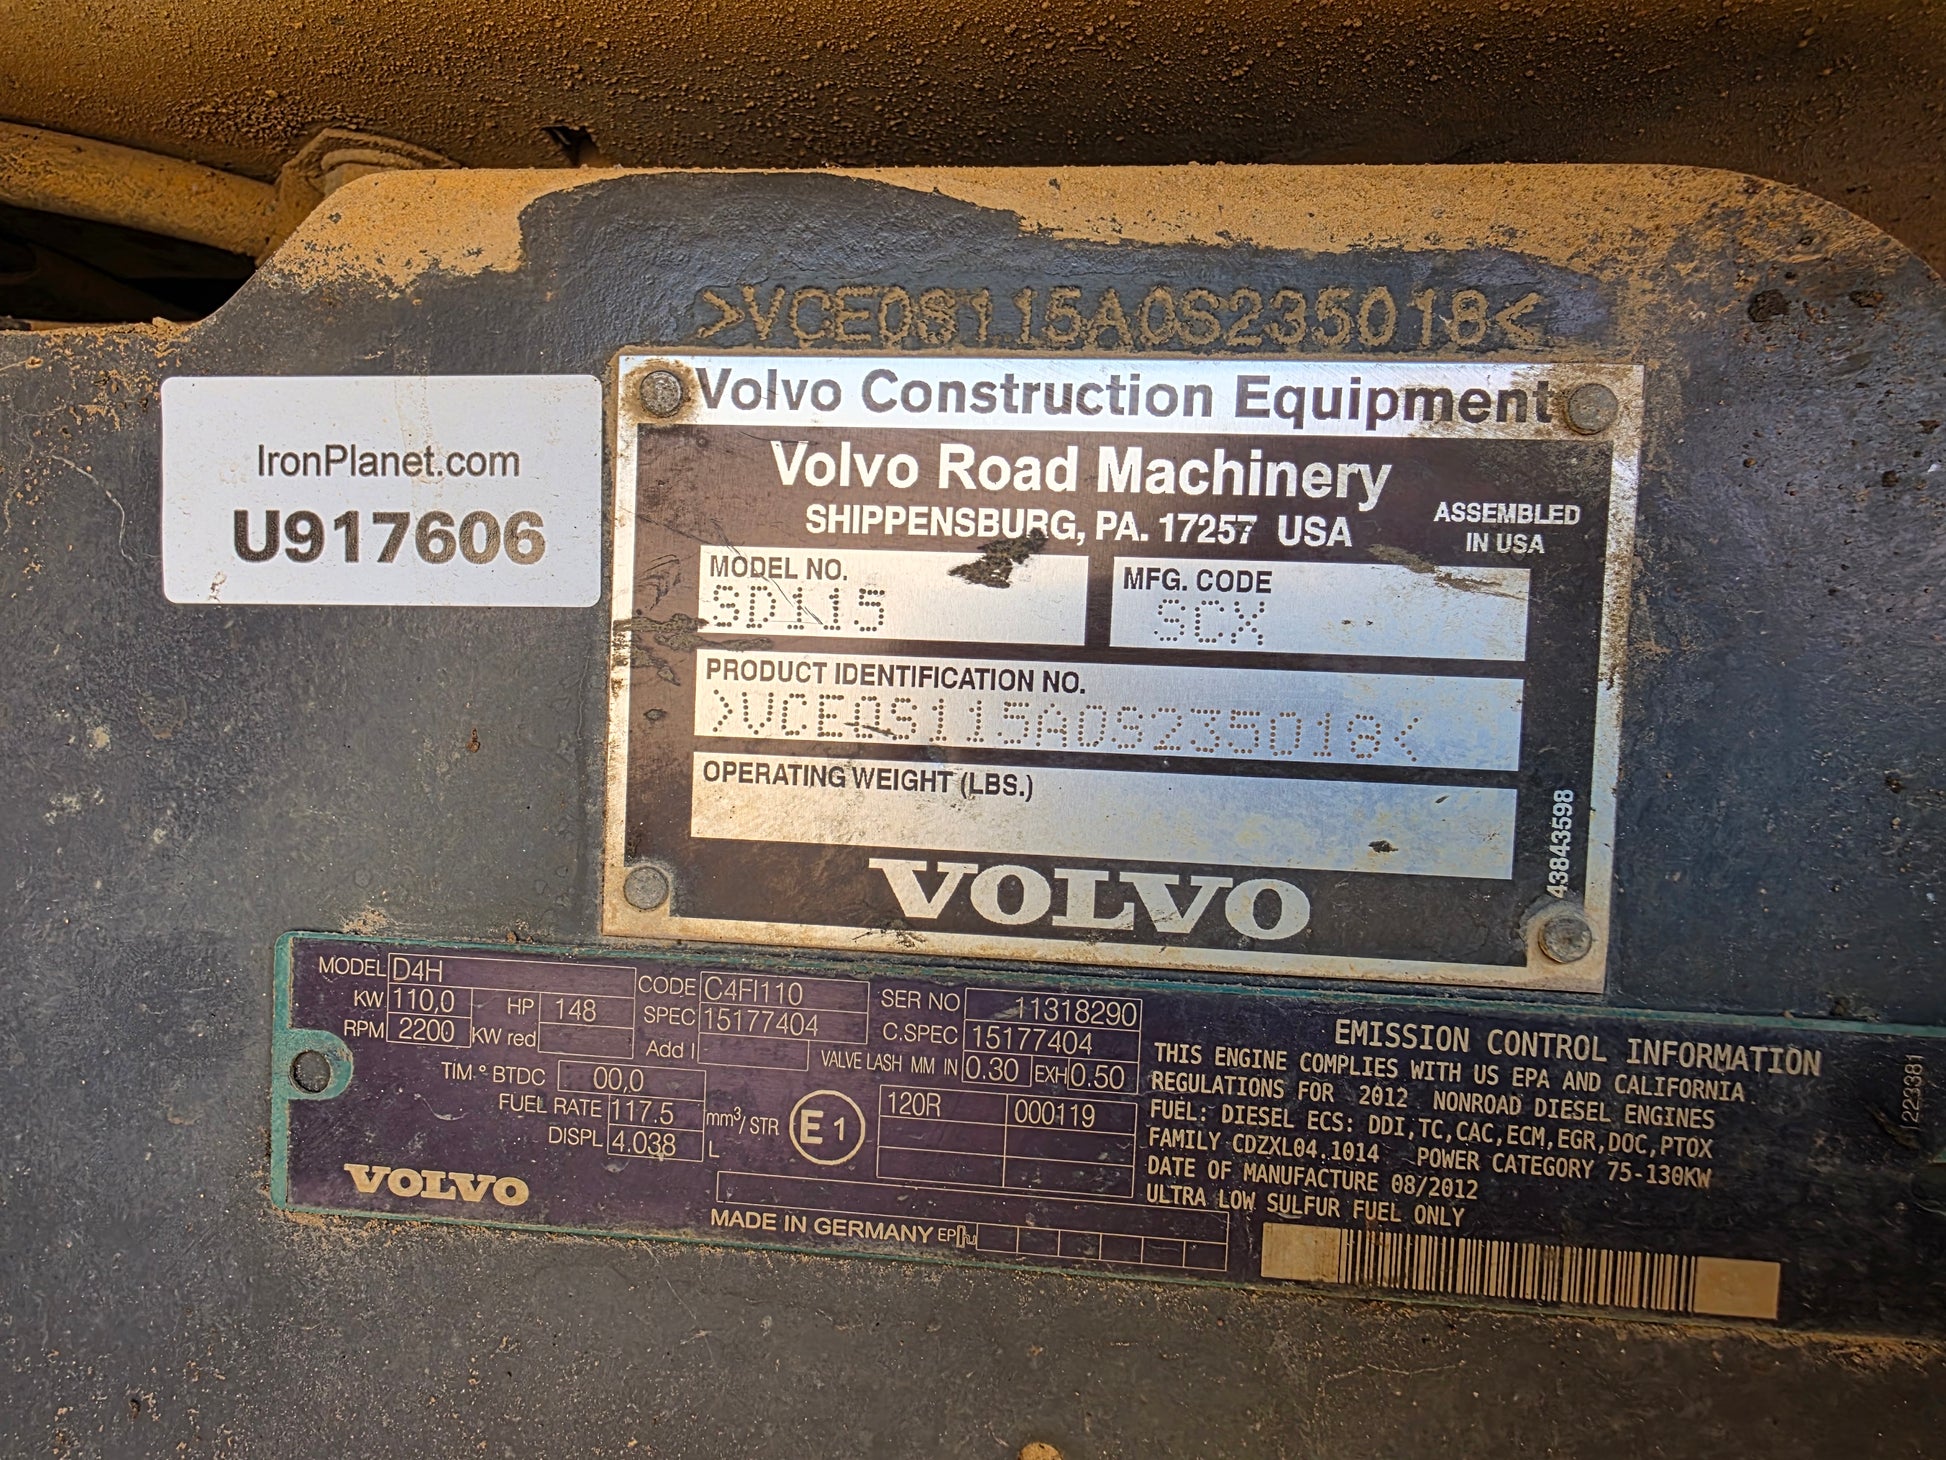 >VCE0S115A0S235018<
IronPlanet.com
U917606
Volvo Construction Equipment
Volvo Road Machinery
SHIPPENSBURG, PA. 17257 USA
ASSEMBLED
IN USA
MODEL NO.
SD115
MFG. CODE
SCX
PRODUCT IDENTIFICATION NO.
>VCE0S115A0S235018<
OPERATING WEIGHT (LBS.)
43843598
VOLVO
MODEL D4H
KW 110,0 HP 148
RPM 2200 KW red
CODE C4FI110
SPEC 15177404
Add I
SER NO 11318290
C.SPEC 15177404
VALVE LASH MM IN 0.30 EXH 0.50
TIM.° BTDC 00,0
FUEL RATE 117.5 mm³/STR
DISPL 4.038 L
E1
120R 000119
VOLVO
MADE IN GERMANY
EMISSION CONTROL INFORMATION
THIS ENGINE COMPLIES WITH US EPA AND CALIFORNIA
REGULATIONS FOR 2012 NONROAD DIESEL ENGINES
FUEL: DIESEL ECS: DDI,TC,CAC,ECM,EGR,DOC,PTOX
FAMILY CDZXL04.1014 POWER CATEGORY 75-130KW
DATE OF MANUFACTURE 08/2012
ULTRA LOW SULFUR FUEL ONLY
1223381